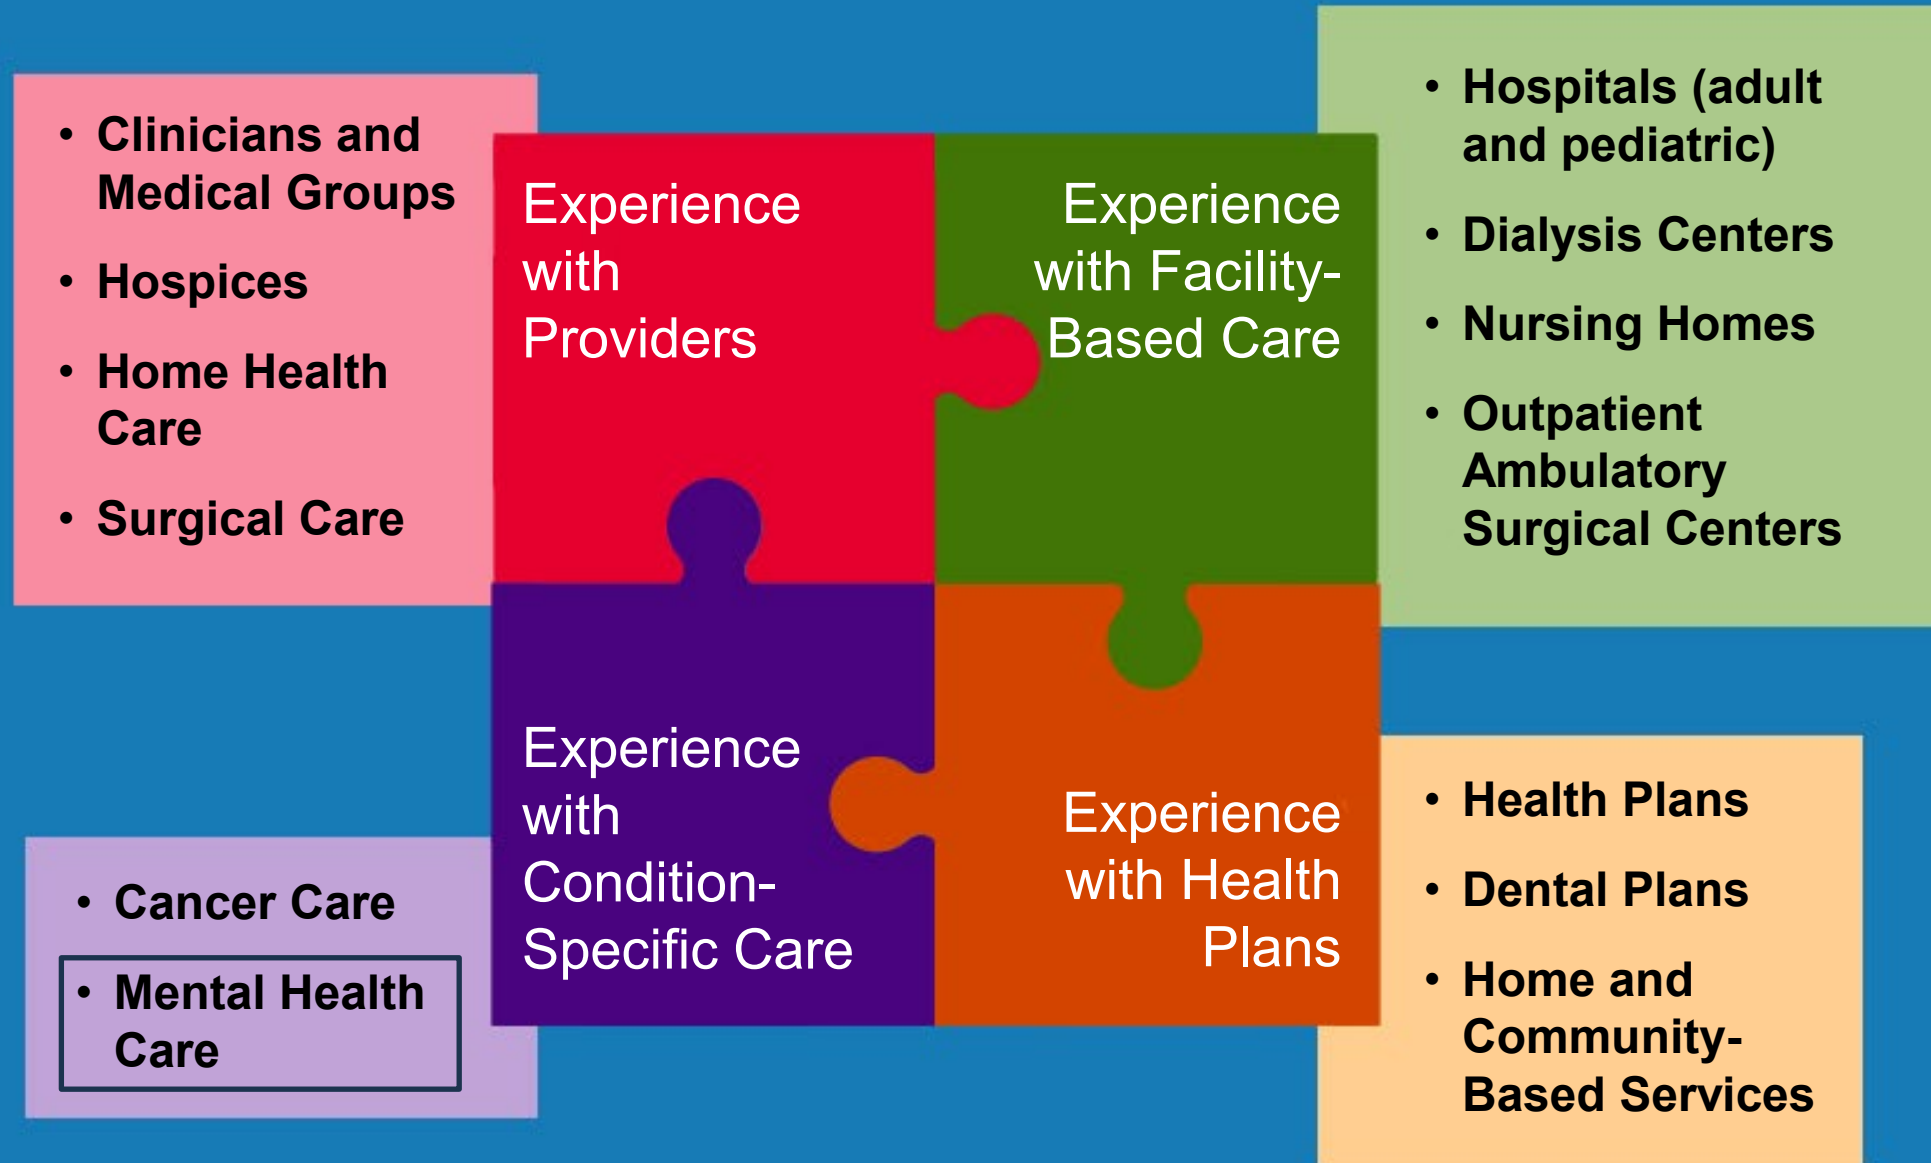 • Clinicians and
Medical Groups
• Hospices
• Home Health
Care
• Surgical Care
Experience
with
Providers
Experience
with Facility-
Based Care
• Hospitals (adult
and pediatric)
• Dialysis Centers
• Nursing Homes
• Outpatient
Ambulatory
Surgical Centers
• Cancer Care
• Mental Health
Care
Experience
with
Condition-
Specific Care
Experience
with Health
Plans
• Health Plans
• Dental Plans
• Home and
Community-
Based Services